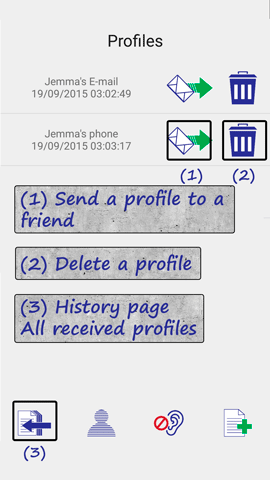 Profiles
Jemma's E-mail
19/09/2015 03:02:49
Jemma's phone
19/09/2015 03:03:17
(1) (2)
(1) Send a profile to a
friend
(2) Delete a profile
(3) History page
All received profiles
(3)